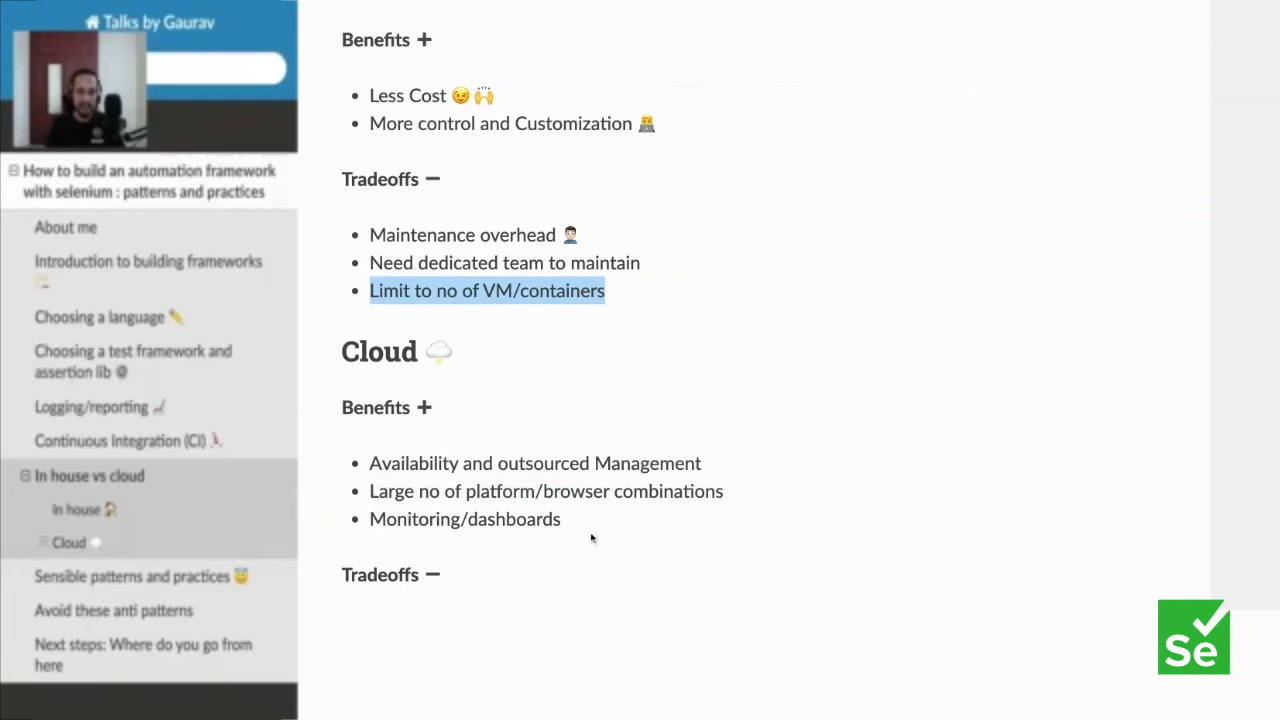 Talks by Gaurav
How to build an automation framework
with selenium : patterns and practices
About me
Introduction to building frameworks
Choosing a language
Choosing a test framework and
assertion lib
Logging/reporting
Continuous Integration (CI)
In house vs cloud
In house
Cloud
Sensible patterns and practices
Avoid these anti patterns
Next steps: Where do you go from
here
Benefits +
• Less Cost 😉 🙌
• More control and Customization 👨‍💻
Tradeoffs −
• Maintenance overhead 💆🏻‍♂️
• Need dedicated team to maintain
• Limit to no of VM/containers
Cloud 🌩
Benefits +
• Availability and outsourced Management
• Large no of platform/browser combinations
• Monitoring/dashboards
Tradeoffs −
Se